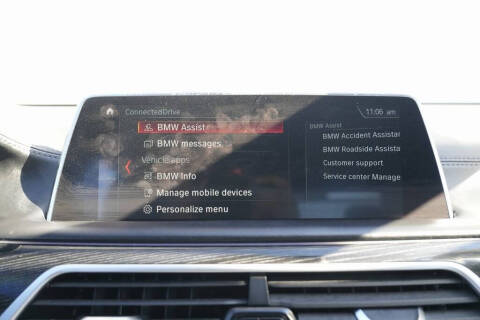 ConnectedDrive
11:06 am
BMW Assist
BMW messages
Vehicle apps
BMW Info
Manage mobile devices
Personalize menu
BMW Assist
BMW Accident Assistan
BMW Roadside Assista
Customer support
Service center Manage